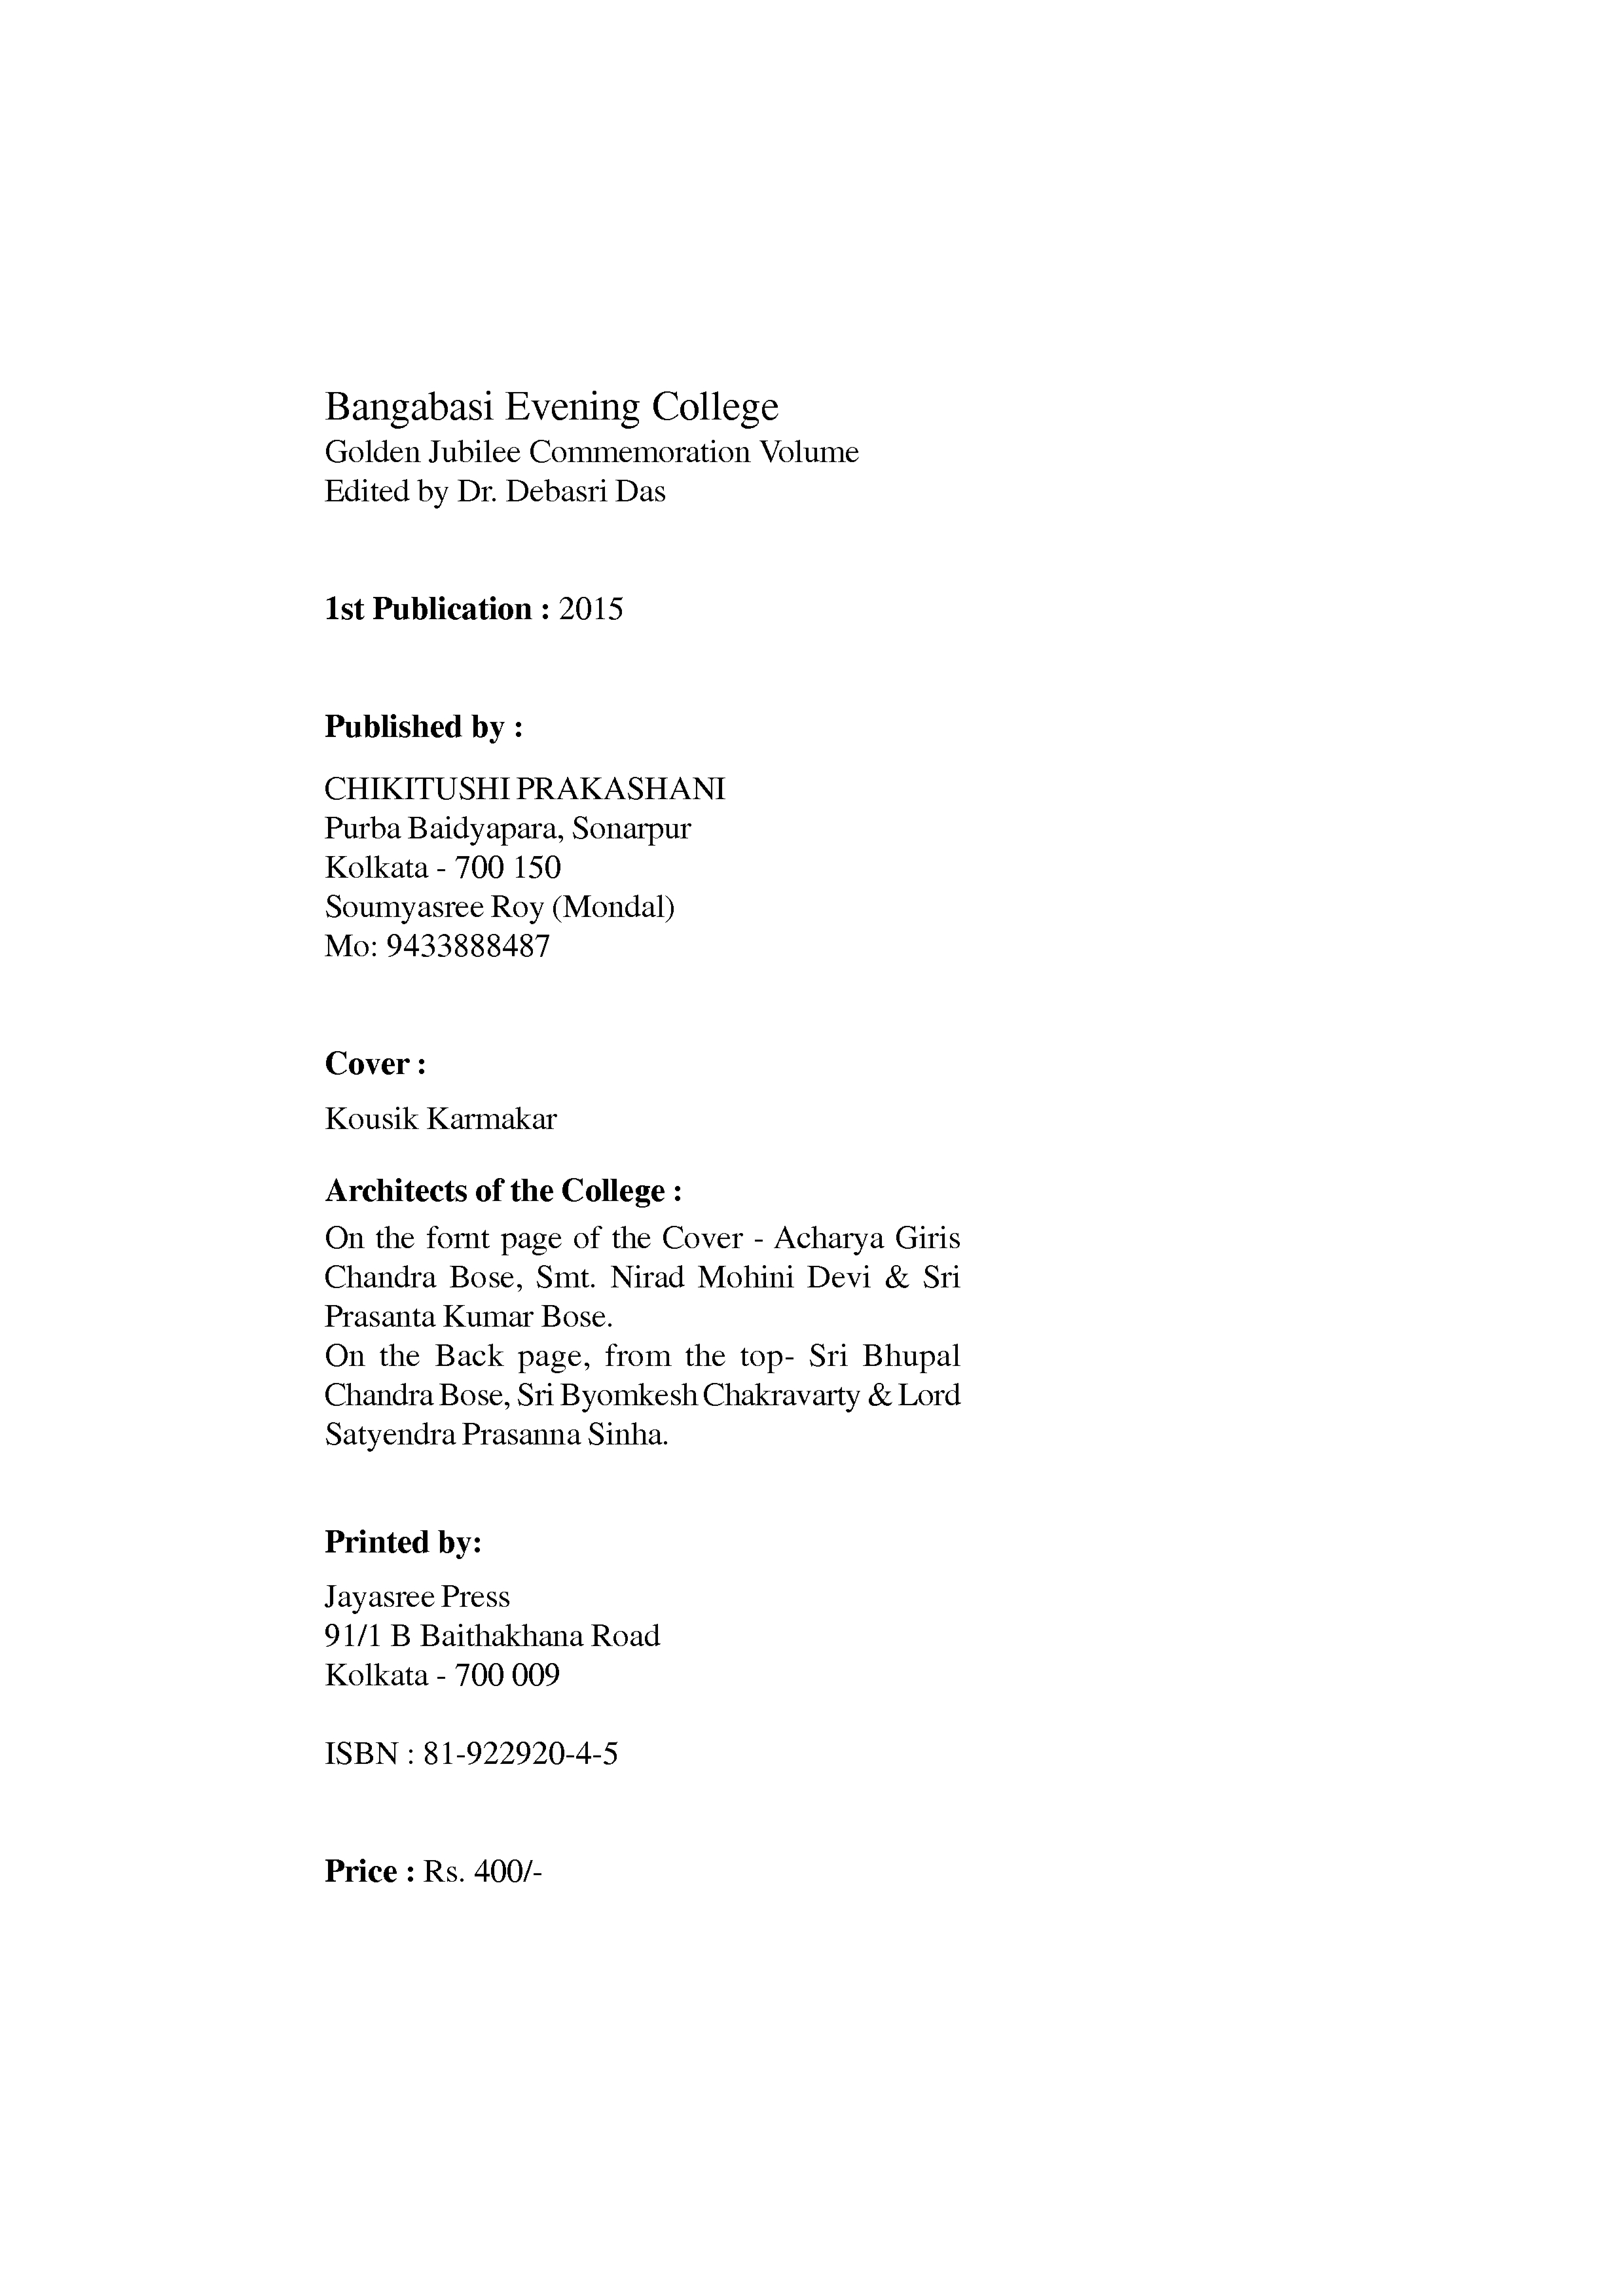 Bangabasi Evening College
Golden Jubilee Commemoration Volume
Edited by Dr. Debasri Das
1st Publication : 2015
Published by :
CHIKITUSHI PRAKASHANI
Purba Baidyapara, Sonarpur
Kolkata - 700 150
Soumyasree Roy (Mondal)
Mo: 9433888487
Cover :
Kousik Karmakar
Architects of the College :
On the fornt page of the Cover - Acharya Giris
Chandra Bose, Smt. Nirad Mohini Devi & Sri
Prasanta Kumar Bose.
On the Back page, from the top- Sri Bhupal
Chandra Bose, Sri Byomkesh Chakravarty & Lord
Satyendra Prasanna Sinha.
Printed by:
Jayasree Press
91/1 B Baithakhana Road
Kolkata - 700 009
ISBN : 81-922920-4-5
Price : Rs. 400/-